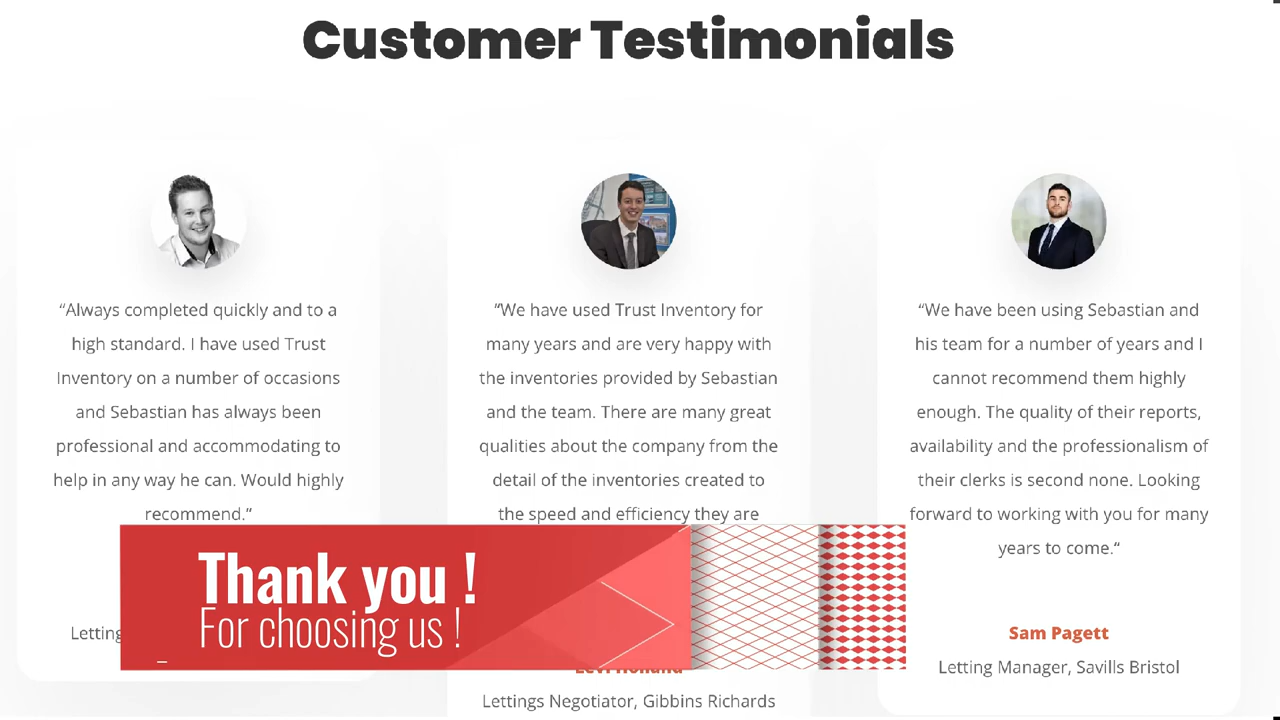 Customer Testimonials
“Always completed quickly and to a
high standard. I have used Trust
Inventory on a number of occasions
and Sebastian has always been
professional and accommodating to
help in any way he can. Would highly
recommend.”
Letting
“We have used Trust Inventory for
many years and are very happy with
the inventories provided by Sebastian
and the team. There are many great
qualities about the company from the
detail of the inventories created to
the speed and efficiency they are
Levi Holland
Lettings Negotiator, Gibbins Richards
“We have been using Sebastian and
his team for a number of years and I
cannot recommend them highly
enough. The quality of their reports,
availability and the professionalism of
their clerks is second none. Looking
forward to working with you for many
years to come.“
Sam Pagett
Letting Manager, Savills Bristol
Thank you !
For choosing us !